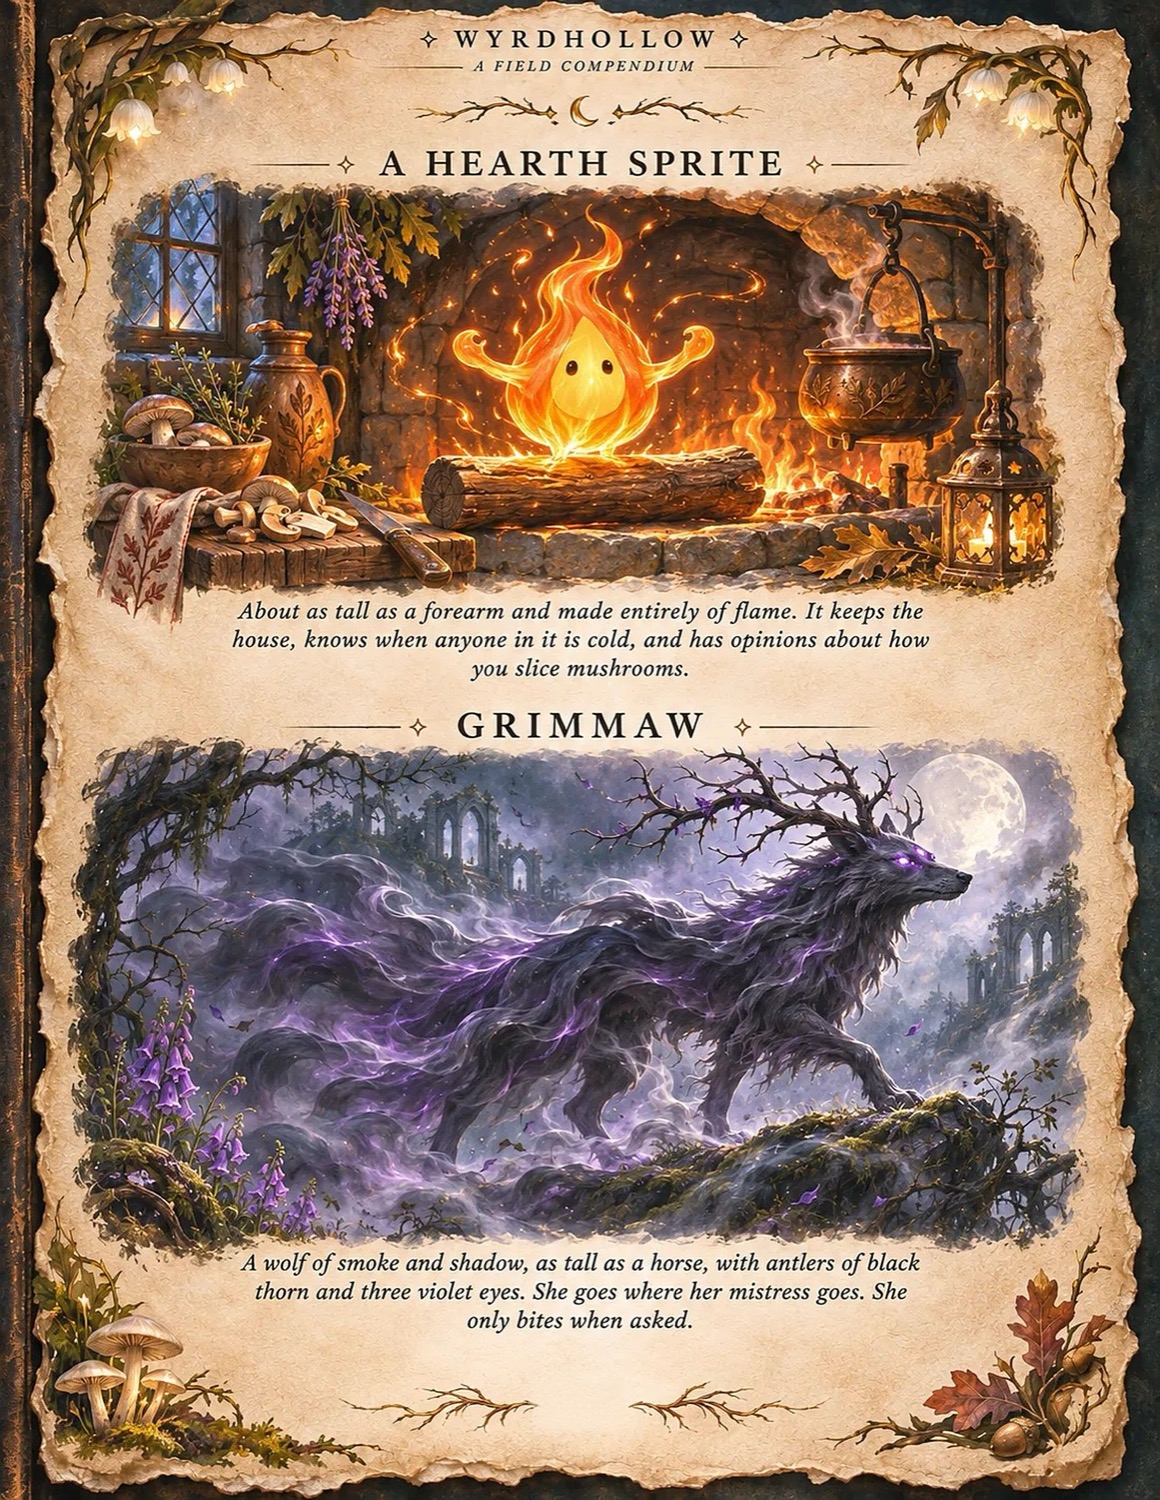 WYRDHOLLOW
A FIELD COMPENDIUM
A HEARTH SPRITE
About as tall as a forearm and made entirely of flame. It keeps the
house, knows when anyone in it is cold, and has opinions about how
you slice mushrooms.
GRIMMAW
A wolf of smoke and shadow, as tall as a horse, with antlers of black
thorn and three violet eyes. She goes where her mistress goes. She
only bites when asked.